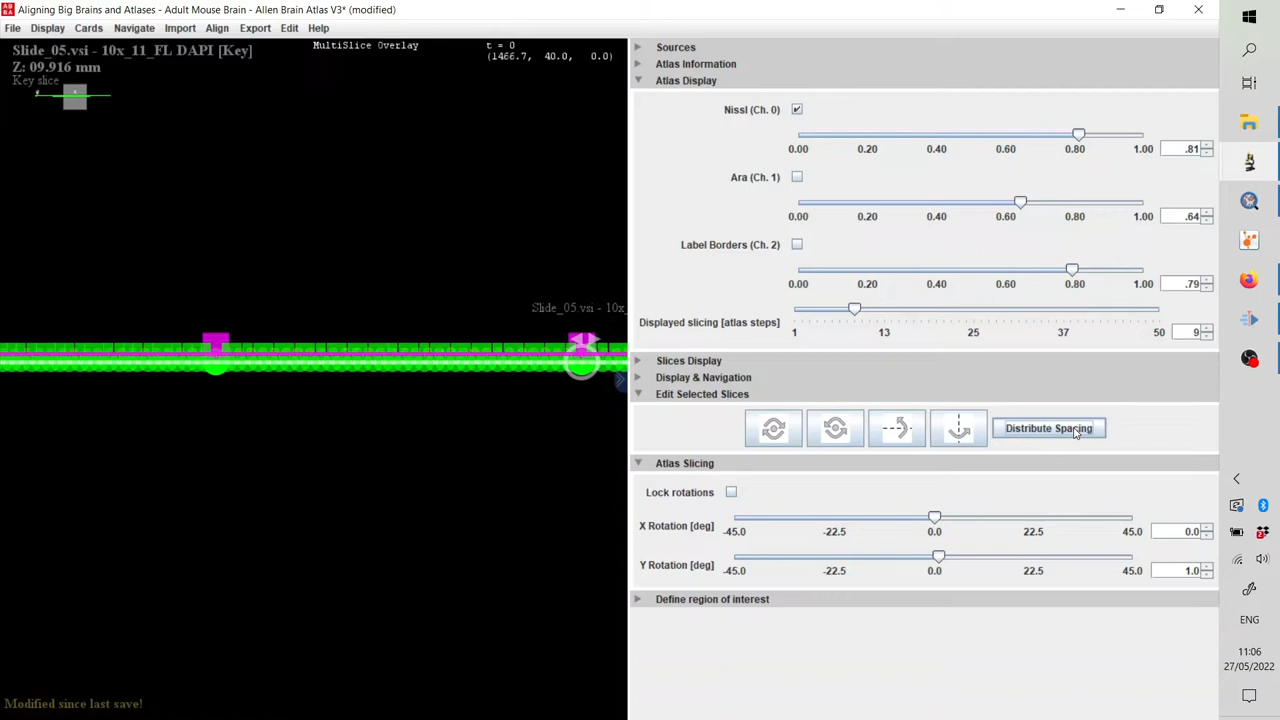 Aligning Big Brains and Atlases - Adult Mouse Brain - Allen Brain Atlas V3* (modified)
File Display Cards Navigate Import Align Export Edit Help
Slide_05.vsi - 10x_11_FL DAPI [Key]
Z: 09.916 mm
Key slice
MultiSlice Overlay
t = 0
(1466.7, 40.0, 0.0)
Slide_05.vsi - 10x_
Modified since last save!
Sources
Atlas Information
Atlas Display
Nissl (Ch. 0)
0.00 0.20 0.40 0.60 0.80 1.00 .81
Ara (Ch. 1)
0.00 0.20 0.40 0.60 0.80 1.00 .64
Label Borders (Ch. 2)
0.00 0.20 0.40 0.60 0.80 1.00 .79
Displayed slicing [atlas steps]
1 13 25 37 50 9
Slices Display
Display & Navigation
Edit Selected Slices
Distribute Spacing
Atlas Slicing
Lock rotations
X Rotation [deg]
-45.0 -22.5 0.0 22.5 45.0 0.0
Y Rotation [deg]
-45.0 -22.5 0.0 22.5 45.0 1.0
Define region of interest
ENG
11:06
27/05/2022